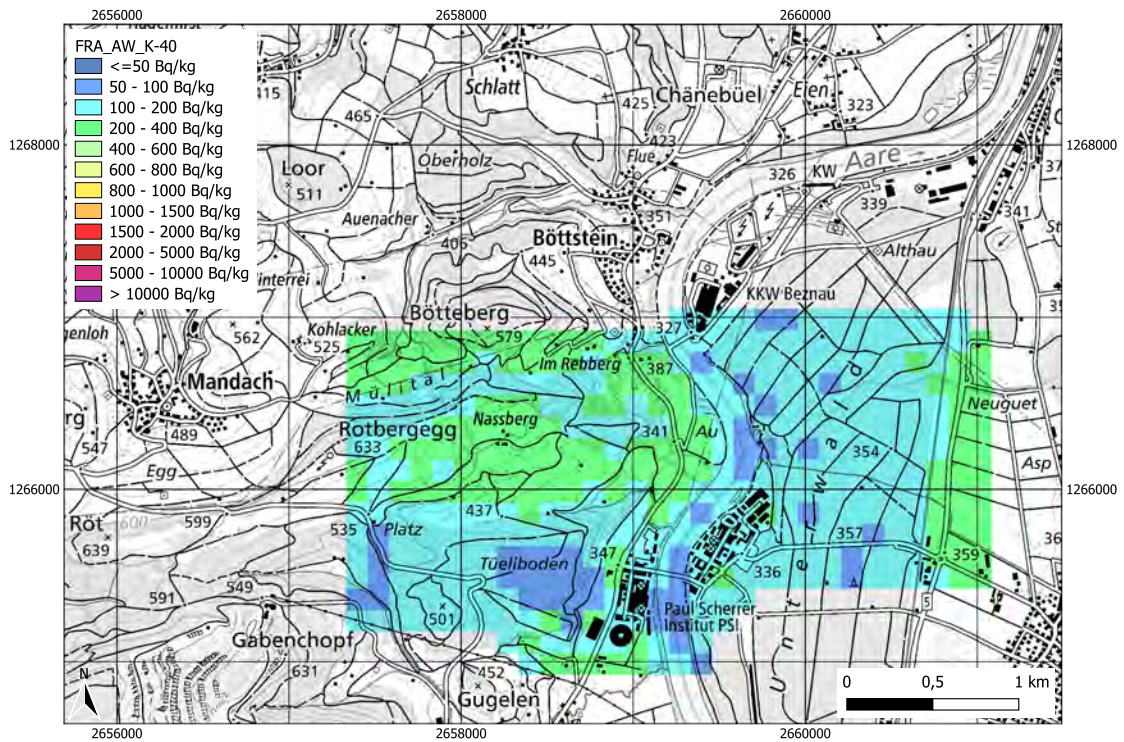 2656000 2658000 2660000
FRA_AW_K-40
<=50 Bq/kg
50 - 100 Bq/kg
100 - 200 Bq/kg
200 - 400 Bq/kg
400 - 600 Bq/kg
600 - 800 Bq/kg
800 - 1000 Bq/kg
1000 - 1500 Bq/kg
1500 - 2000 Bq/kg
2000 - 5000 Bq/kg
5000 - 10000 Bq/kg
> 10000 Bq/kg
Schlatt
Chänebüel
Eien
415
465
425
323
423
1268000
Flue
Aare
1268000
Oberholz
Loor
511
326
KW
339
Auenacher
351
341
406
Böttstein
445
Althau
KKW Beznau
Bötteberg
327
Kohlacker
562
525
579
Im Rebberg
387
Mandach
Mülital
Nassberg
Neuguet
489
Rotbergegg
633
341
Au
547
354
Egg
Asp
Unterwald
1266000
1266000
Röt
600
599
535
Platz
437
357
639
347
359
Tüeliboden
336
549
591
501
Paul Scherrer
Institut PSI
5
Gabenchopf
631
452
Gugelen
N
0 0,5 1 km
2656000 2658000 2660000